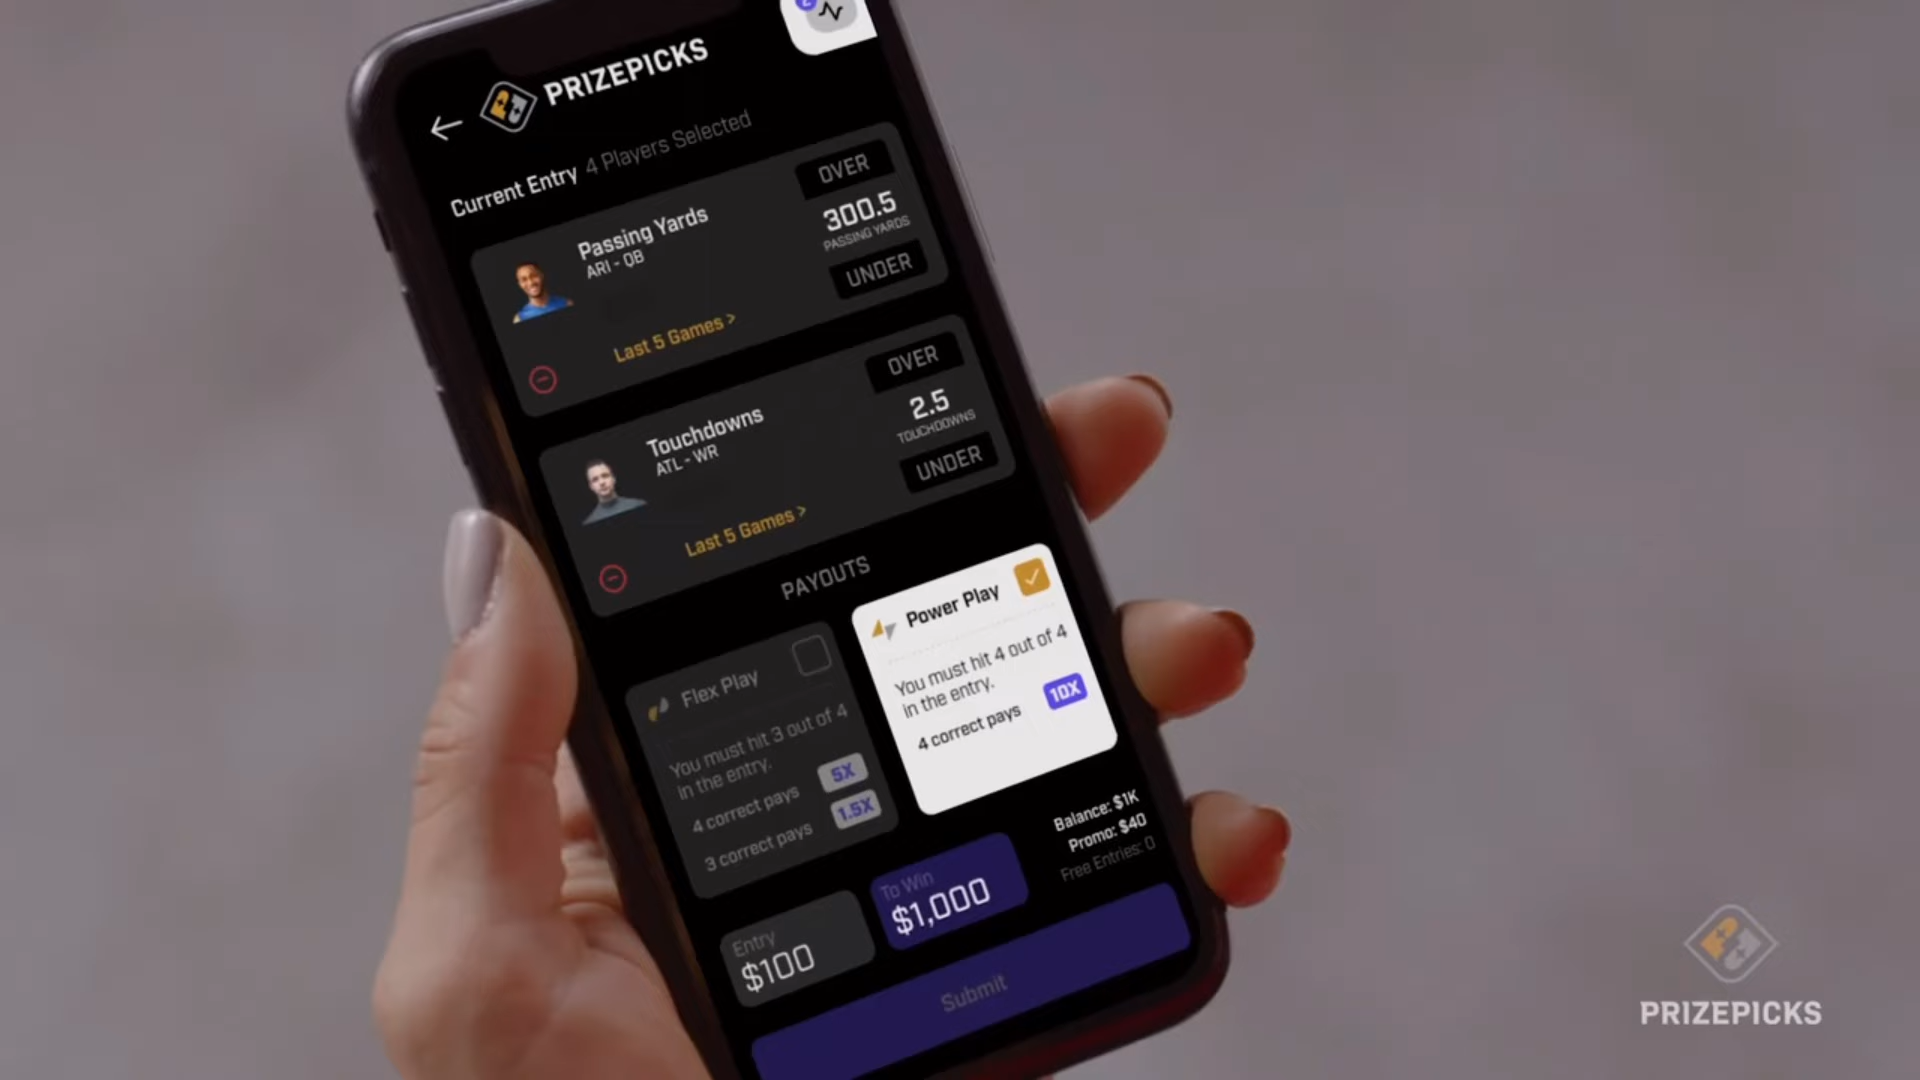 PRIZEPICKS
Current Entry 4 Players Selected
Passing Yards
ARI - QB
Last 5 Games >
OVER
300.5
PASSING YARDS
UNDER
Touchdowns
ATL - WR
Last 5 Games >
OVER
2.5
TOUCHDOWNS
UNDER
PAYOUTS
Flex Play
You must hit 3 out of 4
in the entry.
4 correct pays 5X
3 correct pays 1.5X
Power Play
You must hit 4 out of 4
in the entry.
4 correct pays 10X
Entry
$100
To Win
$1,000
Balance: $1K
Promo: $40
Free Entries: 0
Submit
PRIZEPICKS